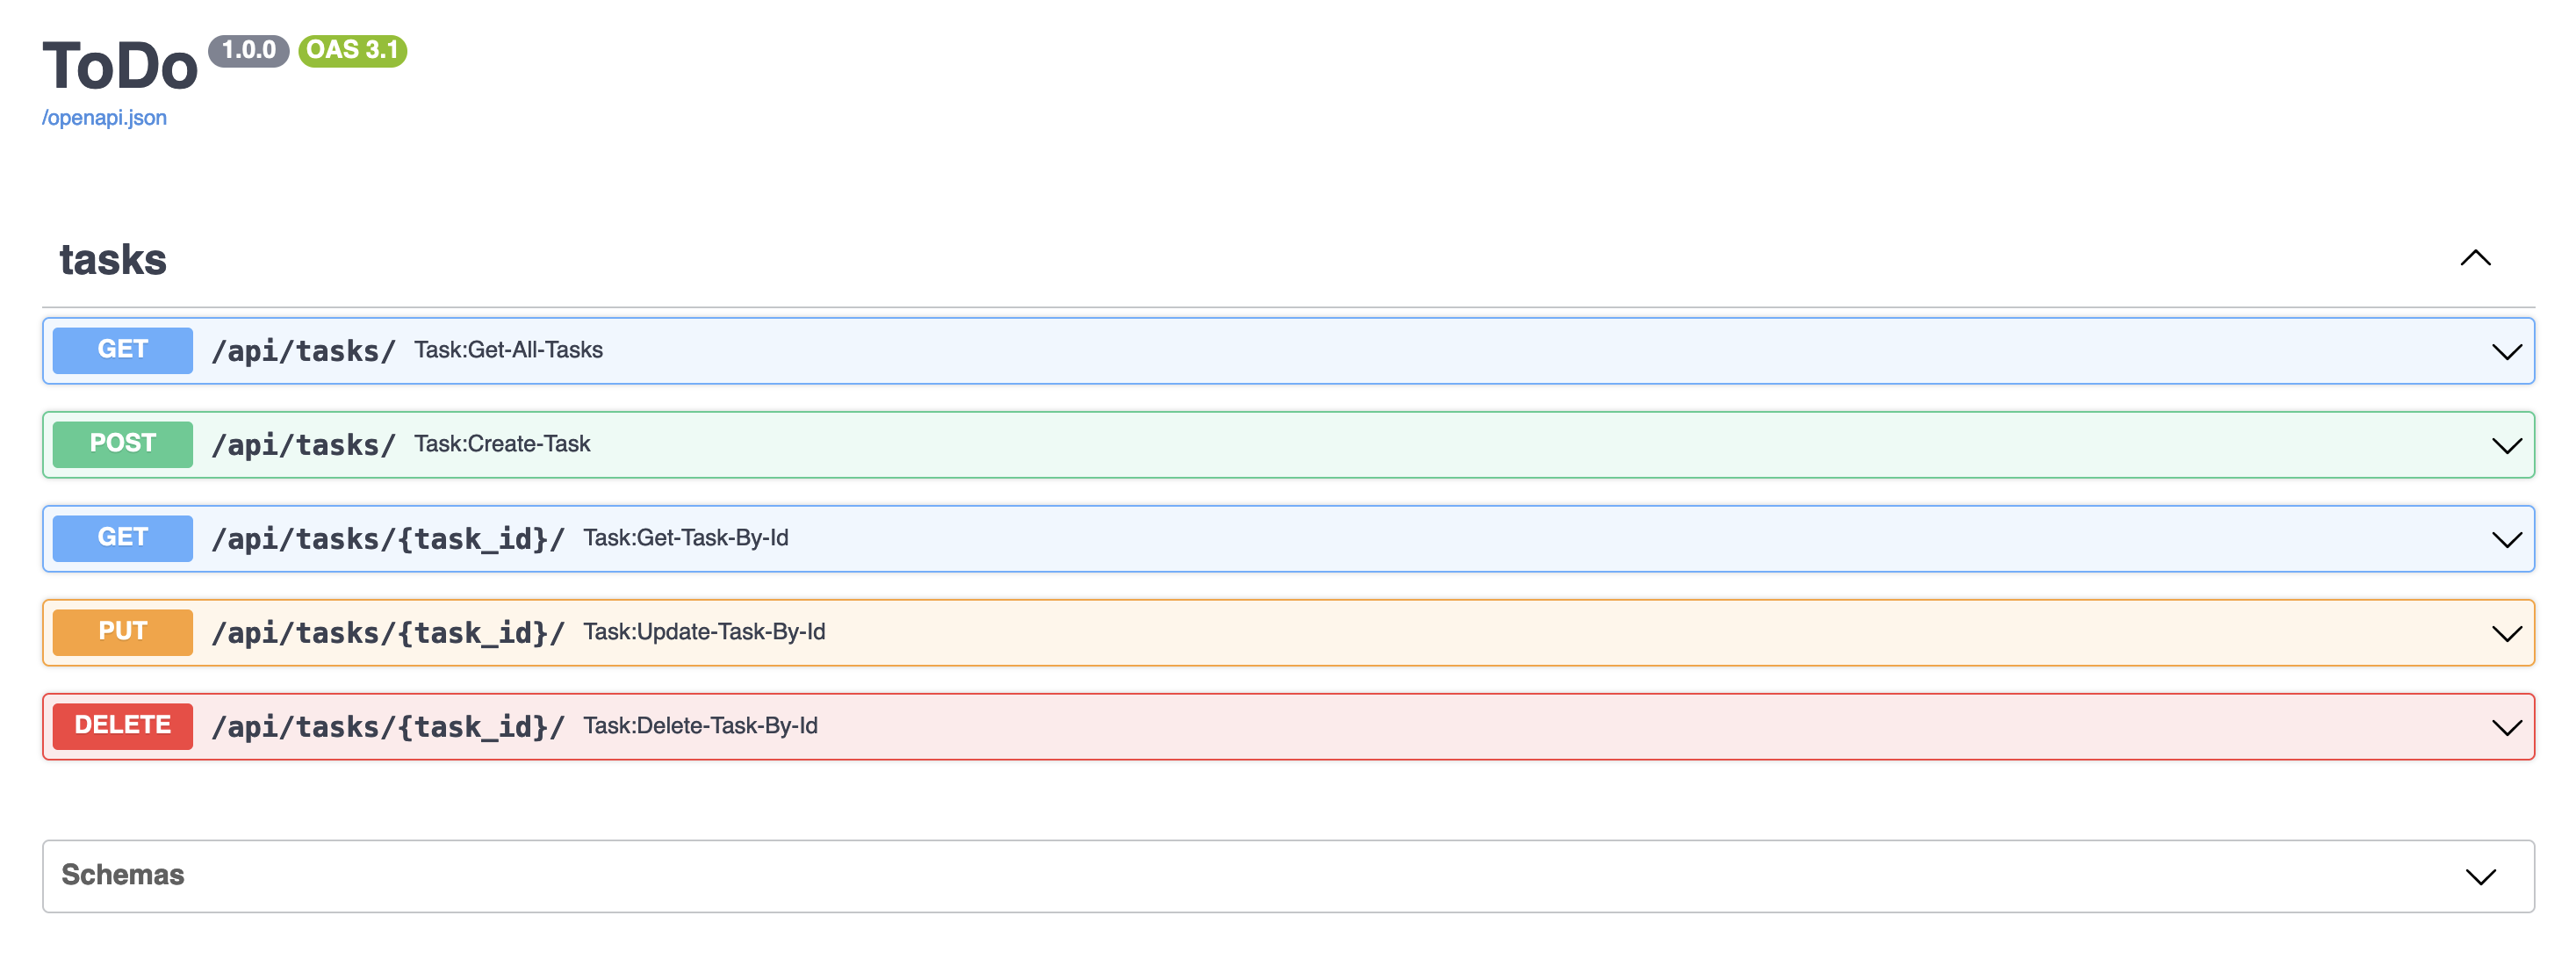 ToDo 1.0.0 OAS 3.1
/openapi.json
tasks
GET /api/tasks/ Task:Get-All-Tasks
POST /api/tasks/ Task:Create-Task
GET /api/tasks/{task_id}/ Task:Get-Task-By-Id
PUT /api/tasks/{task_id}/ Task:Update-Task-By-Id
DELETE /api/tasks/{task_id}/ Task:Delete-Task-By-Id
Schemas